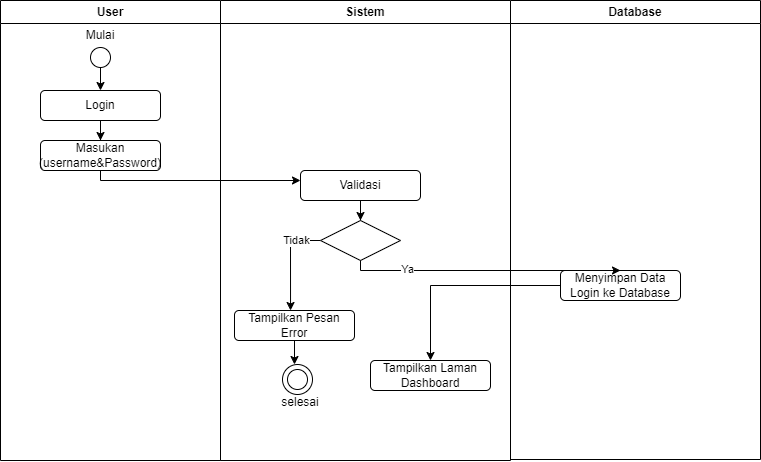 User
Sistem
Database
Mulai
Login
Masukan
(username&Password)
Validasi
Tidak
Ya
Menyimpan Data
Login ke Database
Tampilkan Pesan
Error
Tampilkan Laman
Dashboard
selesai